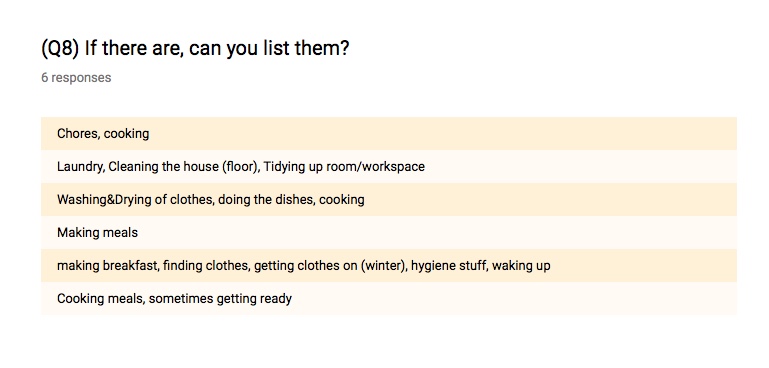 (Q8) If there are, can you list them?
6 responses
Chores, cooking
Laundry, Cleaning the house (floor), Tidying up room/workspace
Washing&Drying of clothes, doing the dishes, cooking
Making meals
making breakfast, finding clothes, getting clothes on (winter), hygiene stuff, waking up
Cooking meals, sometimes getting ready